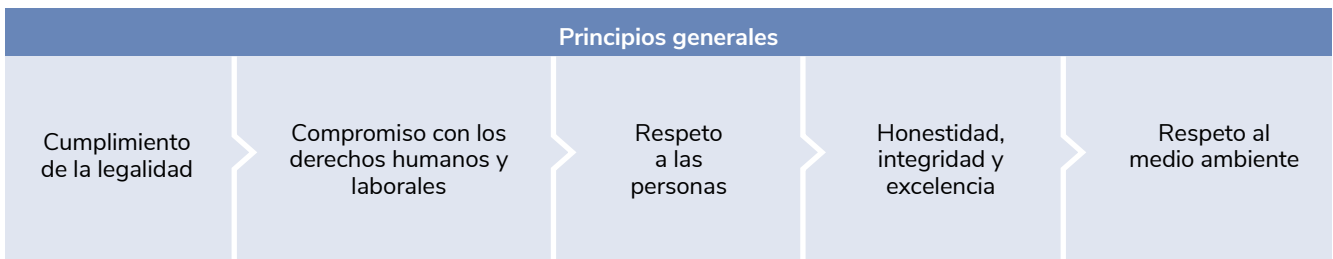 Principios generales
Cumplimiento
de la legalidad
Compromiso con los
derechos humanos y
laborales
Respeto
a las
personas
Honestidad,
integridad y
excelencia
Respeto al
medio ambiente